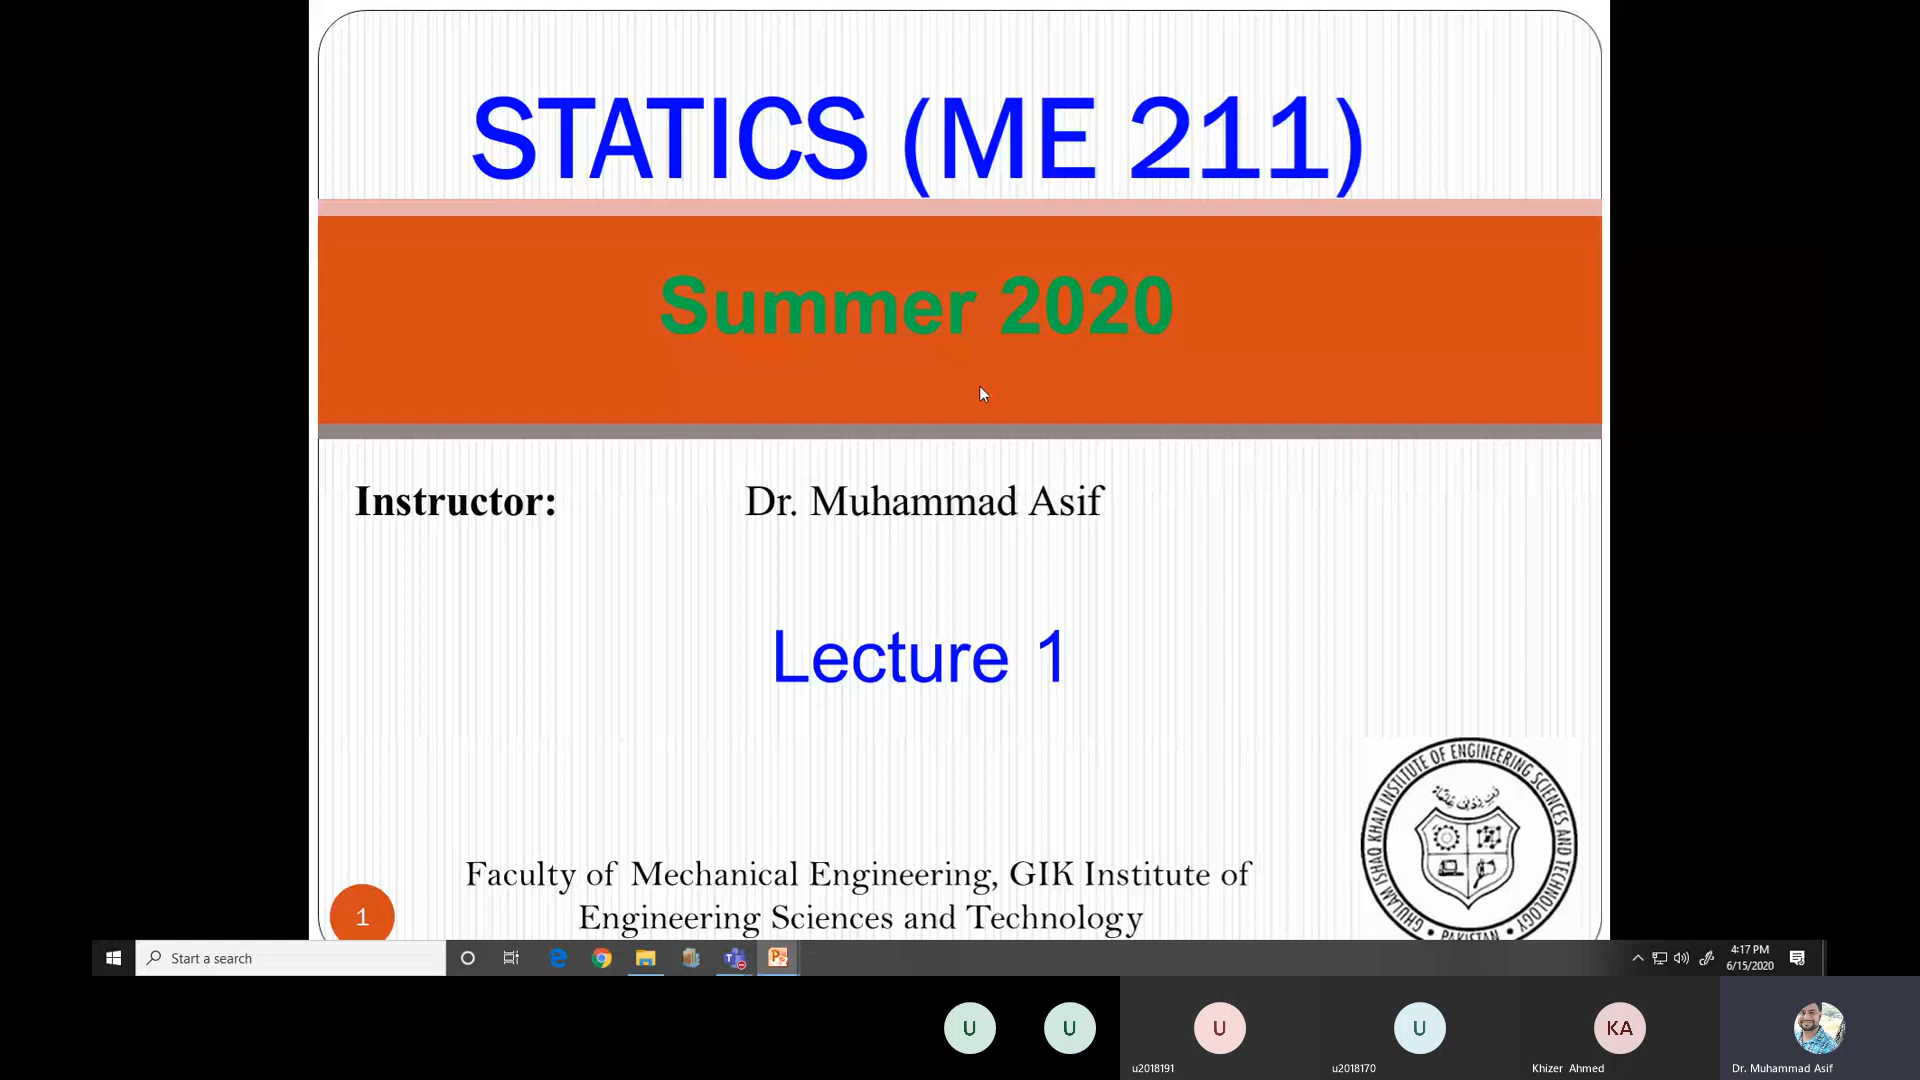 STATICS (ME 211)
Summer 2020
Instructor: Dr. Muhammad Asif
Lecture 1
Faculty of Mechanical Engineering, GIK Institute of
Engineering Sciences and Technology
1
GHULAM ISHAQ KHAN INSTITUTE OF ENGINEERING SCIENCES AND TECHNOLOGY
• PAKISTAN •
Start a search
4:17 PM
6/15/2020
U
U
U
U
KA
u2018191
u2018170
Khizer Ahmed
Dr. Muhammad Asif